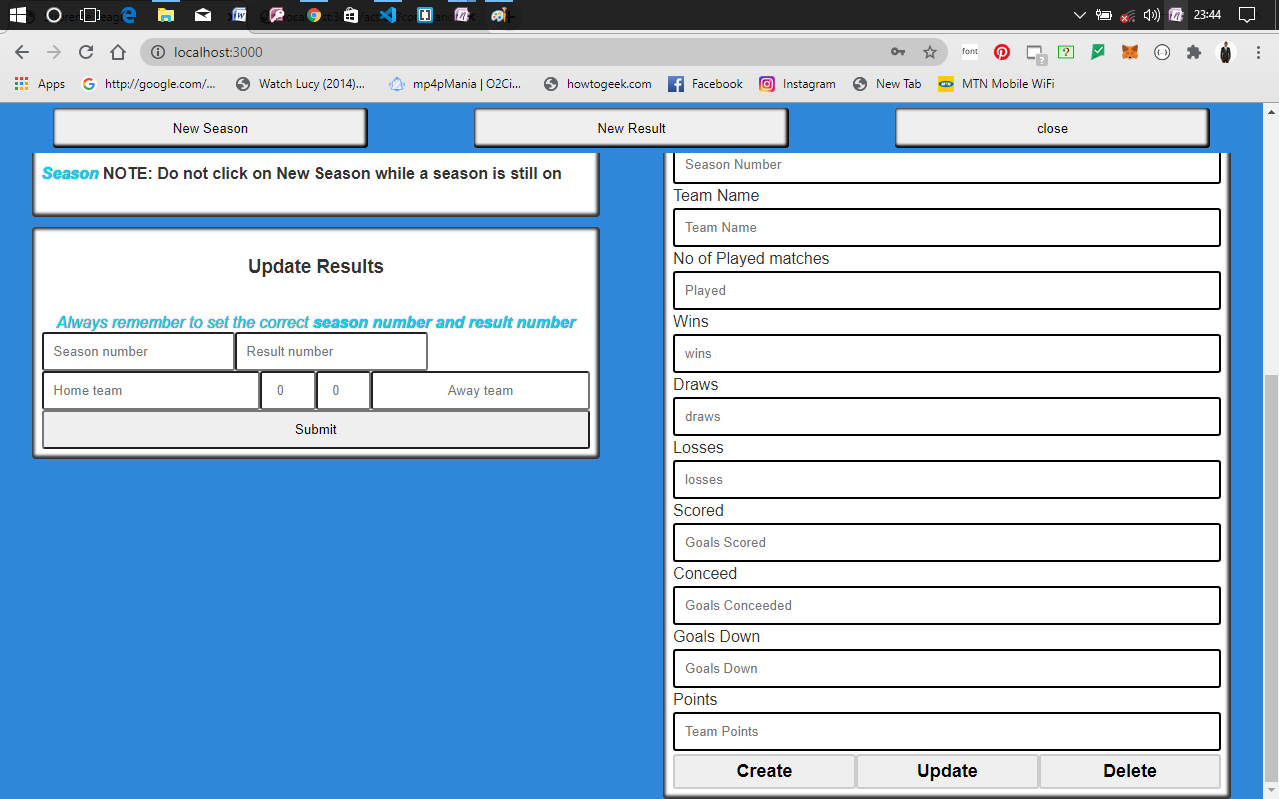 23:44
localhost:3000
font
Apps
http://google.com/...
Watch Lucy (2014)...
mp4pMania | O2Ci...
howtogeek.com
Facebook
Instagram
New Tab
MTN Mobile WiFi
New Season
New Result
close
Season NOTE: Do not click on New Season while a season is still on
Update Results
Always remember to set the correct season number and result number
Season number
Result number
Home team
0
0
Away team
Submit
Season Number
Team Name
Team Name
No of Played matches
Played
Wins
wins
Draws
draws
Losses
losses
Scored
Goals Scored
Conceed
Goals Conceeded
Goals Down
Goals Down
Points
Team Points
Create
Update
Delete